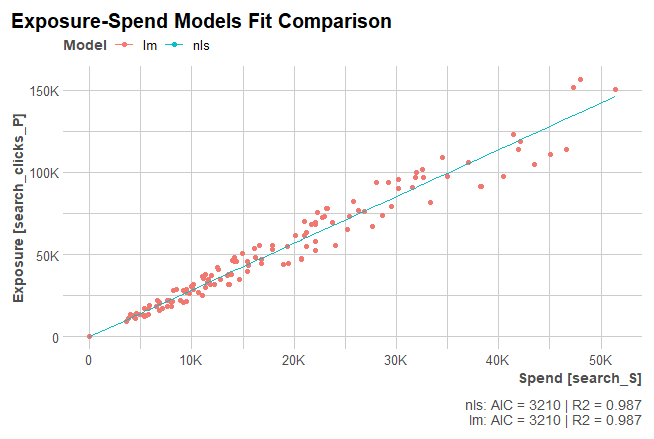 Exposure-Spend Models Fit Comparison
Model lm nls
Exposure [search_clicks_P]
150K
100K
50K
0
0 10K 20K 30K 40K 50K
Spend [search_S]
nls: AIC = 3210 | R2 = 0.987
lm: AIC = 3210 | R2 = 0.987